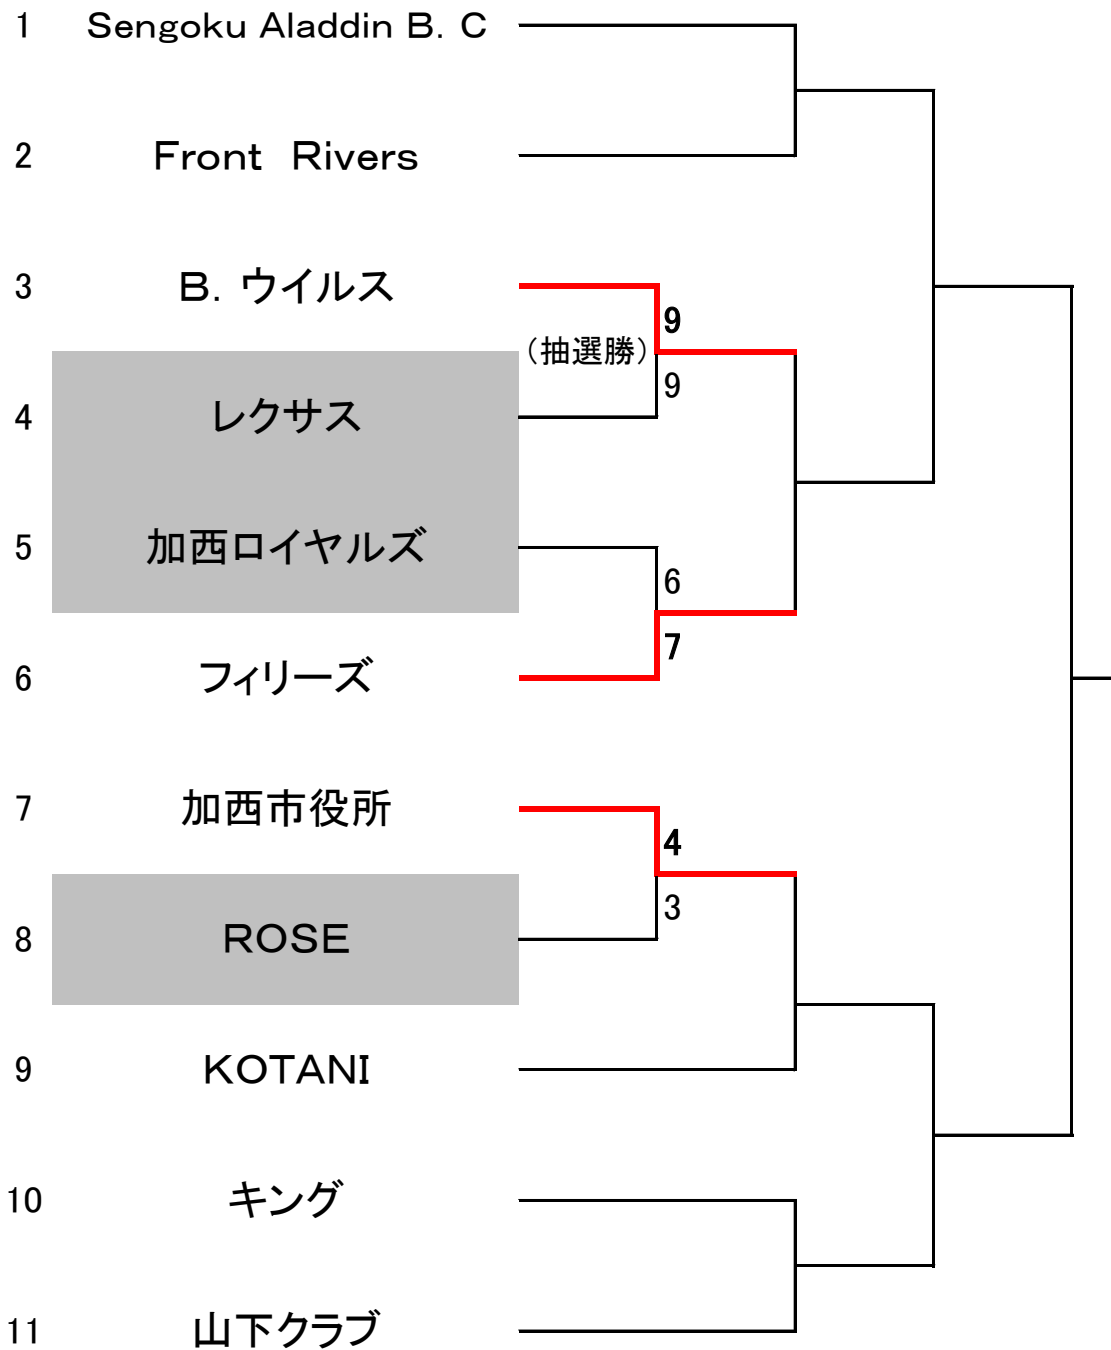 1 Sengoku Aladdin B. C
2 Front Rivers
3 B. ウイルス
9
(抽選勝)
9
4 レクサス
5 加西ロイヤルズ
6
7
6 フィリーズ
7 加西市役所
4
3
8 ROSE
9 KOTANI
10 キング
11 山下クラブ